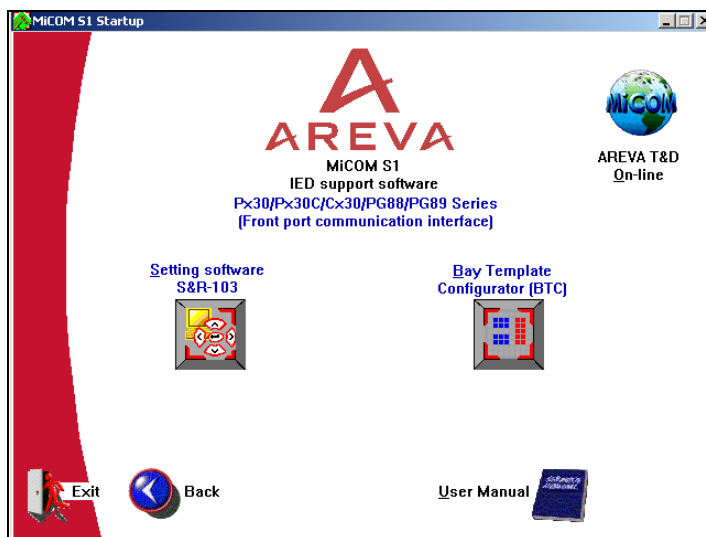 MiCOM S1 Startup
AREVA
MiCOM S1
IED support software
Px30/Px30C/Cx30/PG88/PG89 Series
(Front port communication interface)
MiCOM
AREVA T&D
On-line
Setting software
S&R-103
Bay Template
Configurator (BTC)
Exit
Back
User Manual